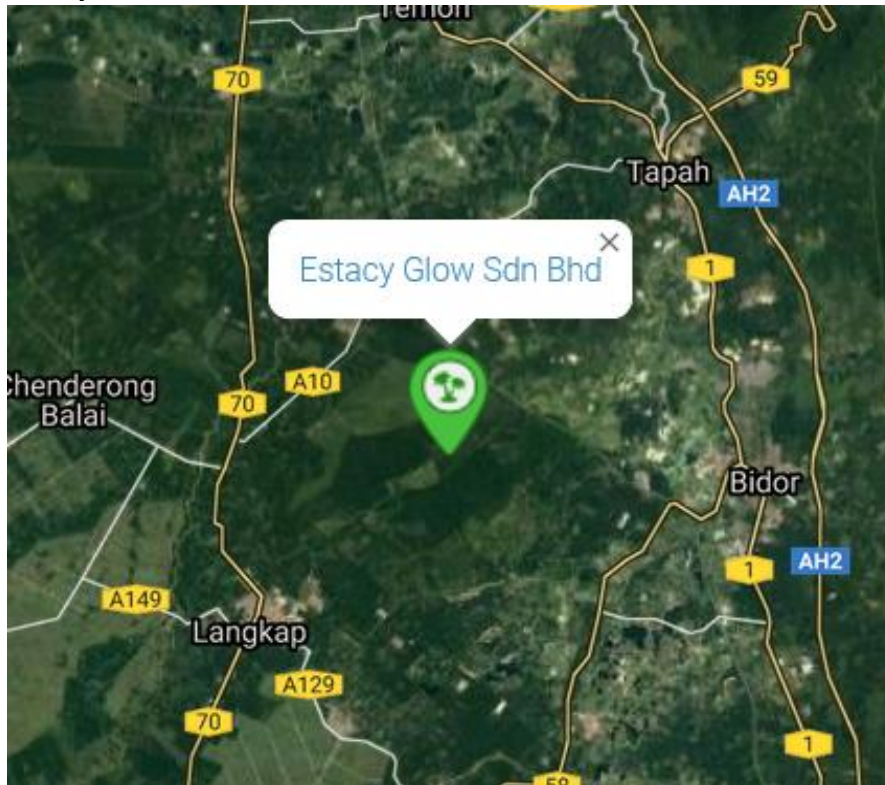 Temoh
70
59
Tapah
AH2
1
Estacy Glow Sdn Bhd
Chenderong
Balai
A10
70
Bidor
1
AH2
A149
Langkap
A129
70
1
58